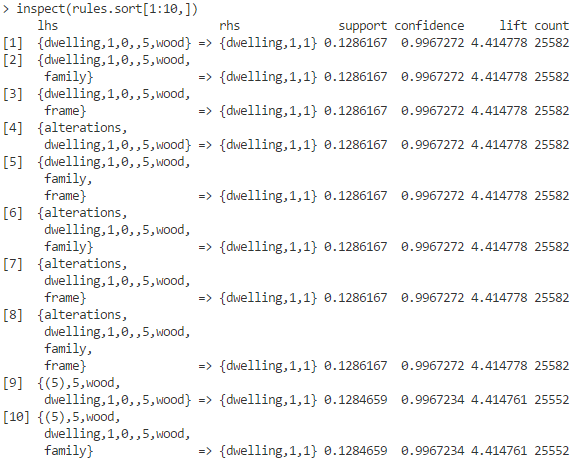 > inspect(rules.sort[1:10,])
     lhs                      rhs              support confidence     lift count
[1]  {dwelling,1,0,,5,wood} => {dwelling,1,1} 0.1286167  0.9967272 4.414778 25582
[2]  {dwelling,1,0,,5,wood,
      family}               => {dwelling,1,1} 0.1286167  0.9967272 4.414778 25582
[3]  {dwelling,1,0,,5,wood,
      frame}                => {dwelling,1,1} 0.1286167  0.9967272 4.414778 25582
[4]  {alterations,
      dwelling,1,0,,5,wood} => {dwelling,1,1} 0.1286167  0.9967272 4.414778 25582
[5]  {dwelling,1,0,,5,wood,
      family,
      frame}                => {dwelling,1,1} 0.1286167  0.9967272 4.414778 25582
[6]  {alterations,
      dwelling,1,0,,5,wood,
      family}               => {dwelling,1,1} 0.1286167  0.9967272 4.414778 25582
[7]  {alterations,
      dwelling,1,0,,5,wood,
      frame}                => {dwelling,1,1} 0.1286167  0.9967272 4.414778 25582
[8]  {alterations,
      dwelling,1,0,,5,wood,
      family,
      frame}                => {dwelling,1,1} 0.1286167  0.9967272 4.414778 25582
[9]  {(5),5,wood,
      dwelling,1,0,,5,wood} => {dwelling,1,1} 0.1284659  0.9967234 4.414761 25552
[10] {(5),5,wood,
      dwelling,1,0,,5,wood,
      family}               => {dwelling,1,1} 0.1284659  0.9967234 4.414761 25552